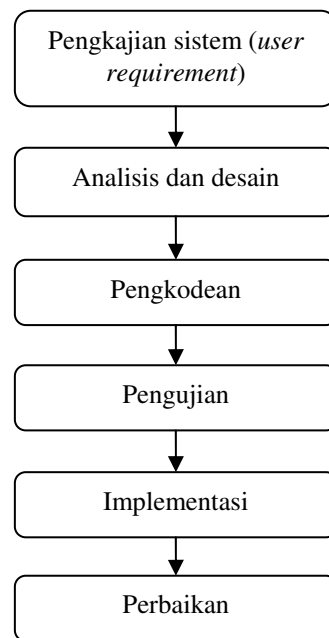 Pengkajian sistem (user
requirement)
Analisis dan desain
Pengkodean
Pengujian
Implementasi
Perbaikan